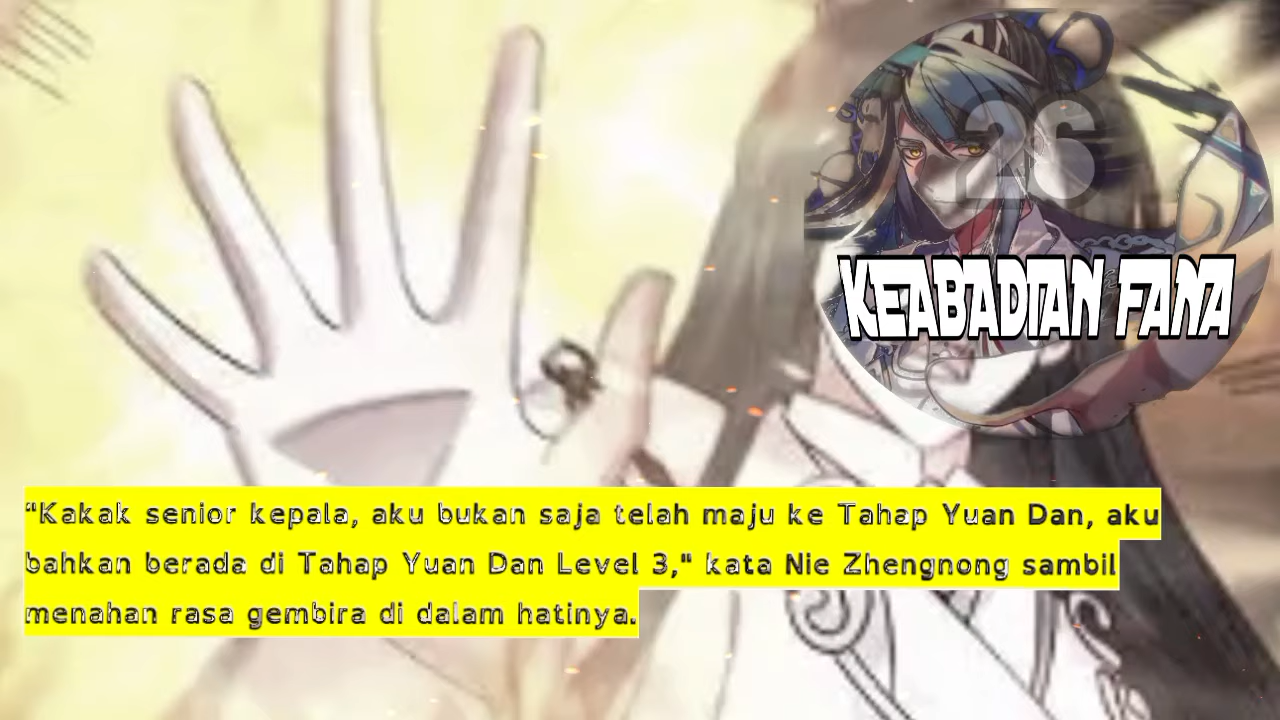 26
KEABADIAN FANA
"Kakak senior kepala, aku bukan saja telah maju ke Tahap Yuan Dan, aku
bahkan berada di Tahap Yuan Dan Level 3," kata Nie Zhengnong sambil
menahan rasa gembira di dalam hatinya.